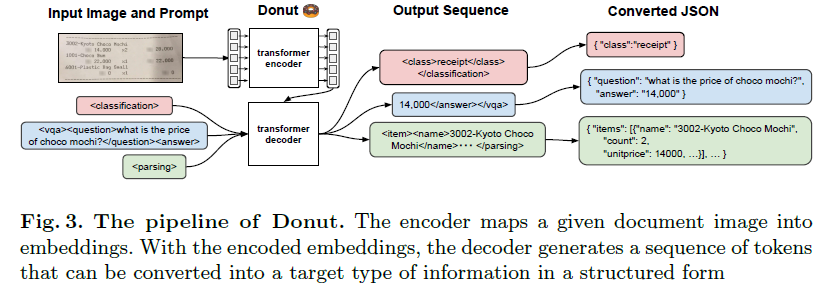 Input Image and Prompt
Donut
Output Sequence
Converted JSON
3002-Kyoto Choco Mochi
14,000 x2 28,000
1001-Choco Bun
22,000 x1 22,000
6001-Plastic Bag Small
0 x1 0
transformer
encoder
<class>receipt</class>
</classification>
{ "class":"receipt" }
<classification>
<vqa><question>what is the price
of choco mochi?</question><answer>
<parsing>
transformer
decoder
14,000</answer></vqa>
{ "question": "what is the price of choco mochi?",
"answer": "14,000" }
<item><name>3002-Kyoto Choco
Mochi</name>··· </parsing>
{ "items": [{"name": "3002-Kyoto Choco Mochi",
"count": 2,
"unitprice": 14000, ...}], ... }
Fig. 3. The pipeline of Donut. The encoder maps a given document image into
embeddings. With the encoded embeddings, the decoder generates a sequence of tokens
that can be converted into a target type of information in a structured form